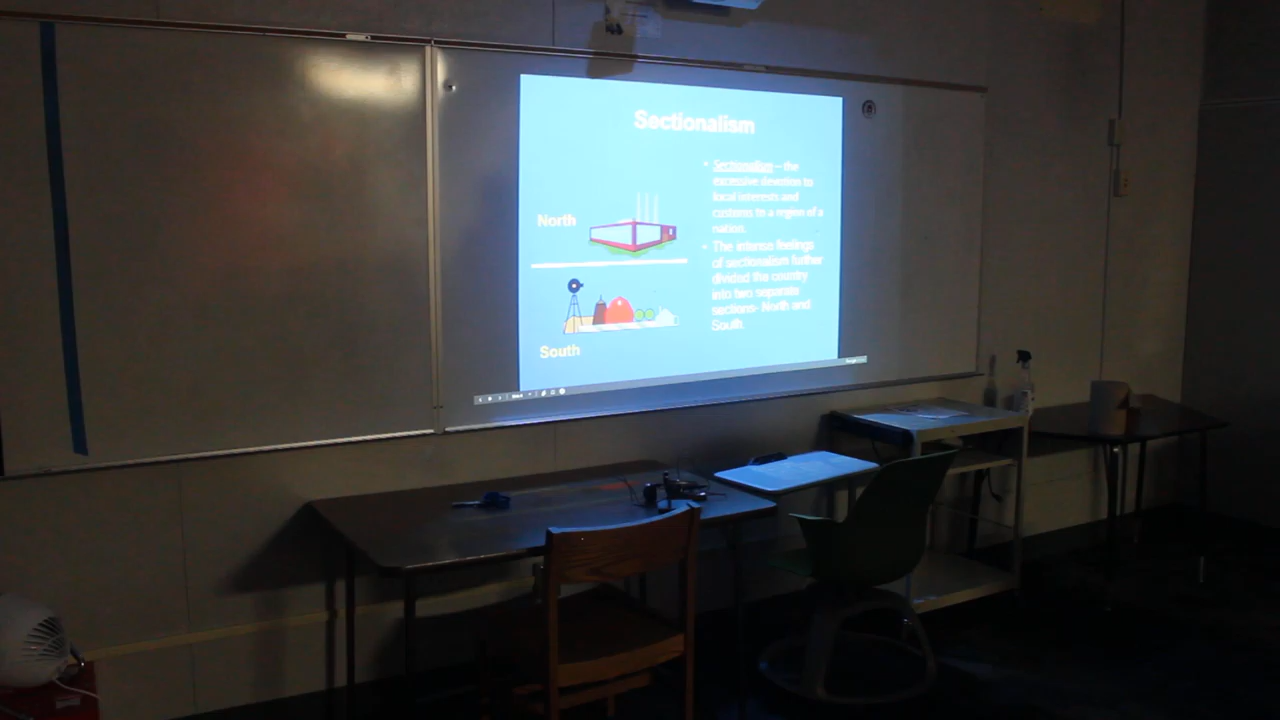 Sectionalism
• Sectionalism – the
excessive devotion to
local interests and
customs to a region of a
nation.
• The intense feelings
of sectionalism further
divided the country
into two separate
sections- North and
South.
North
South